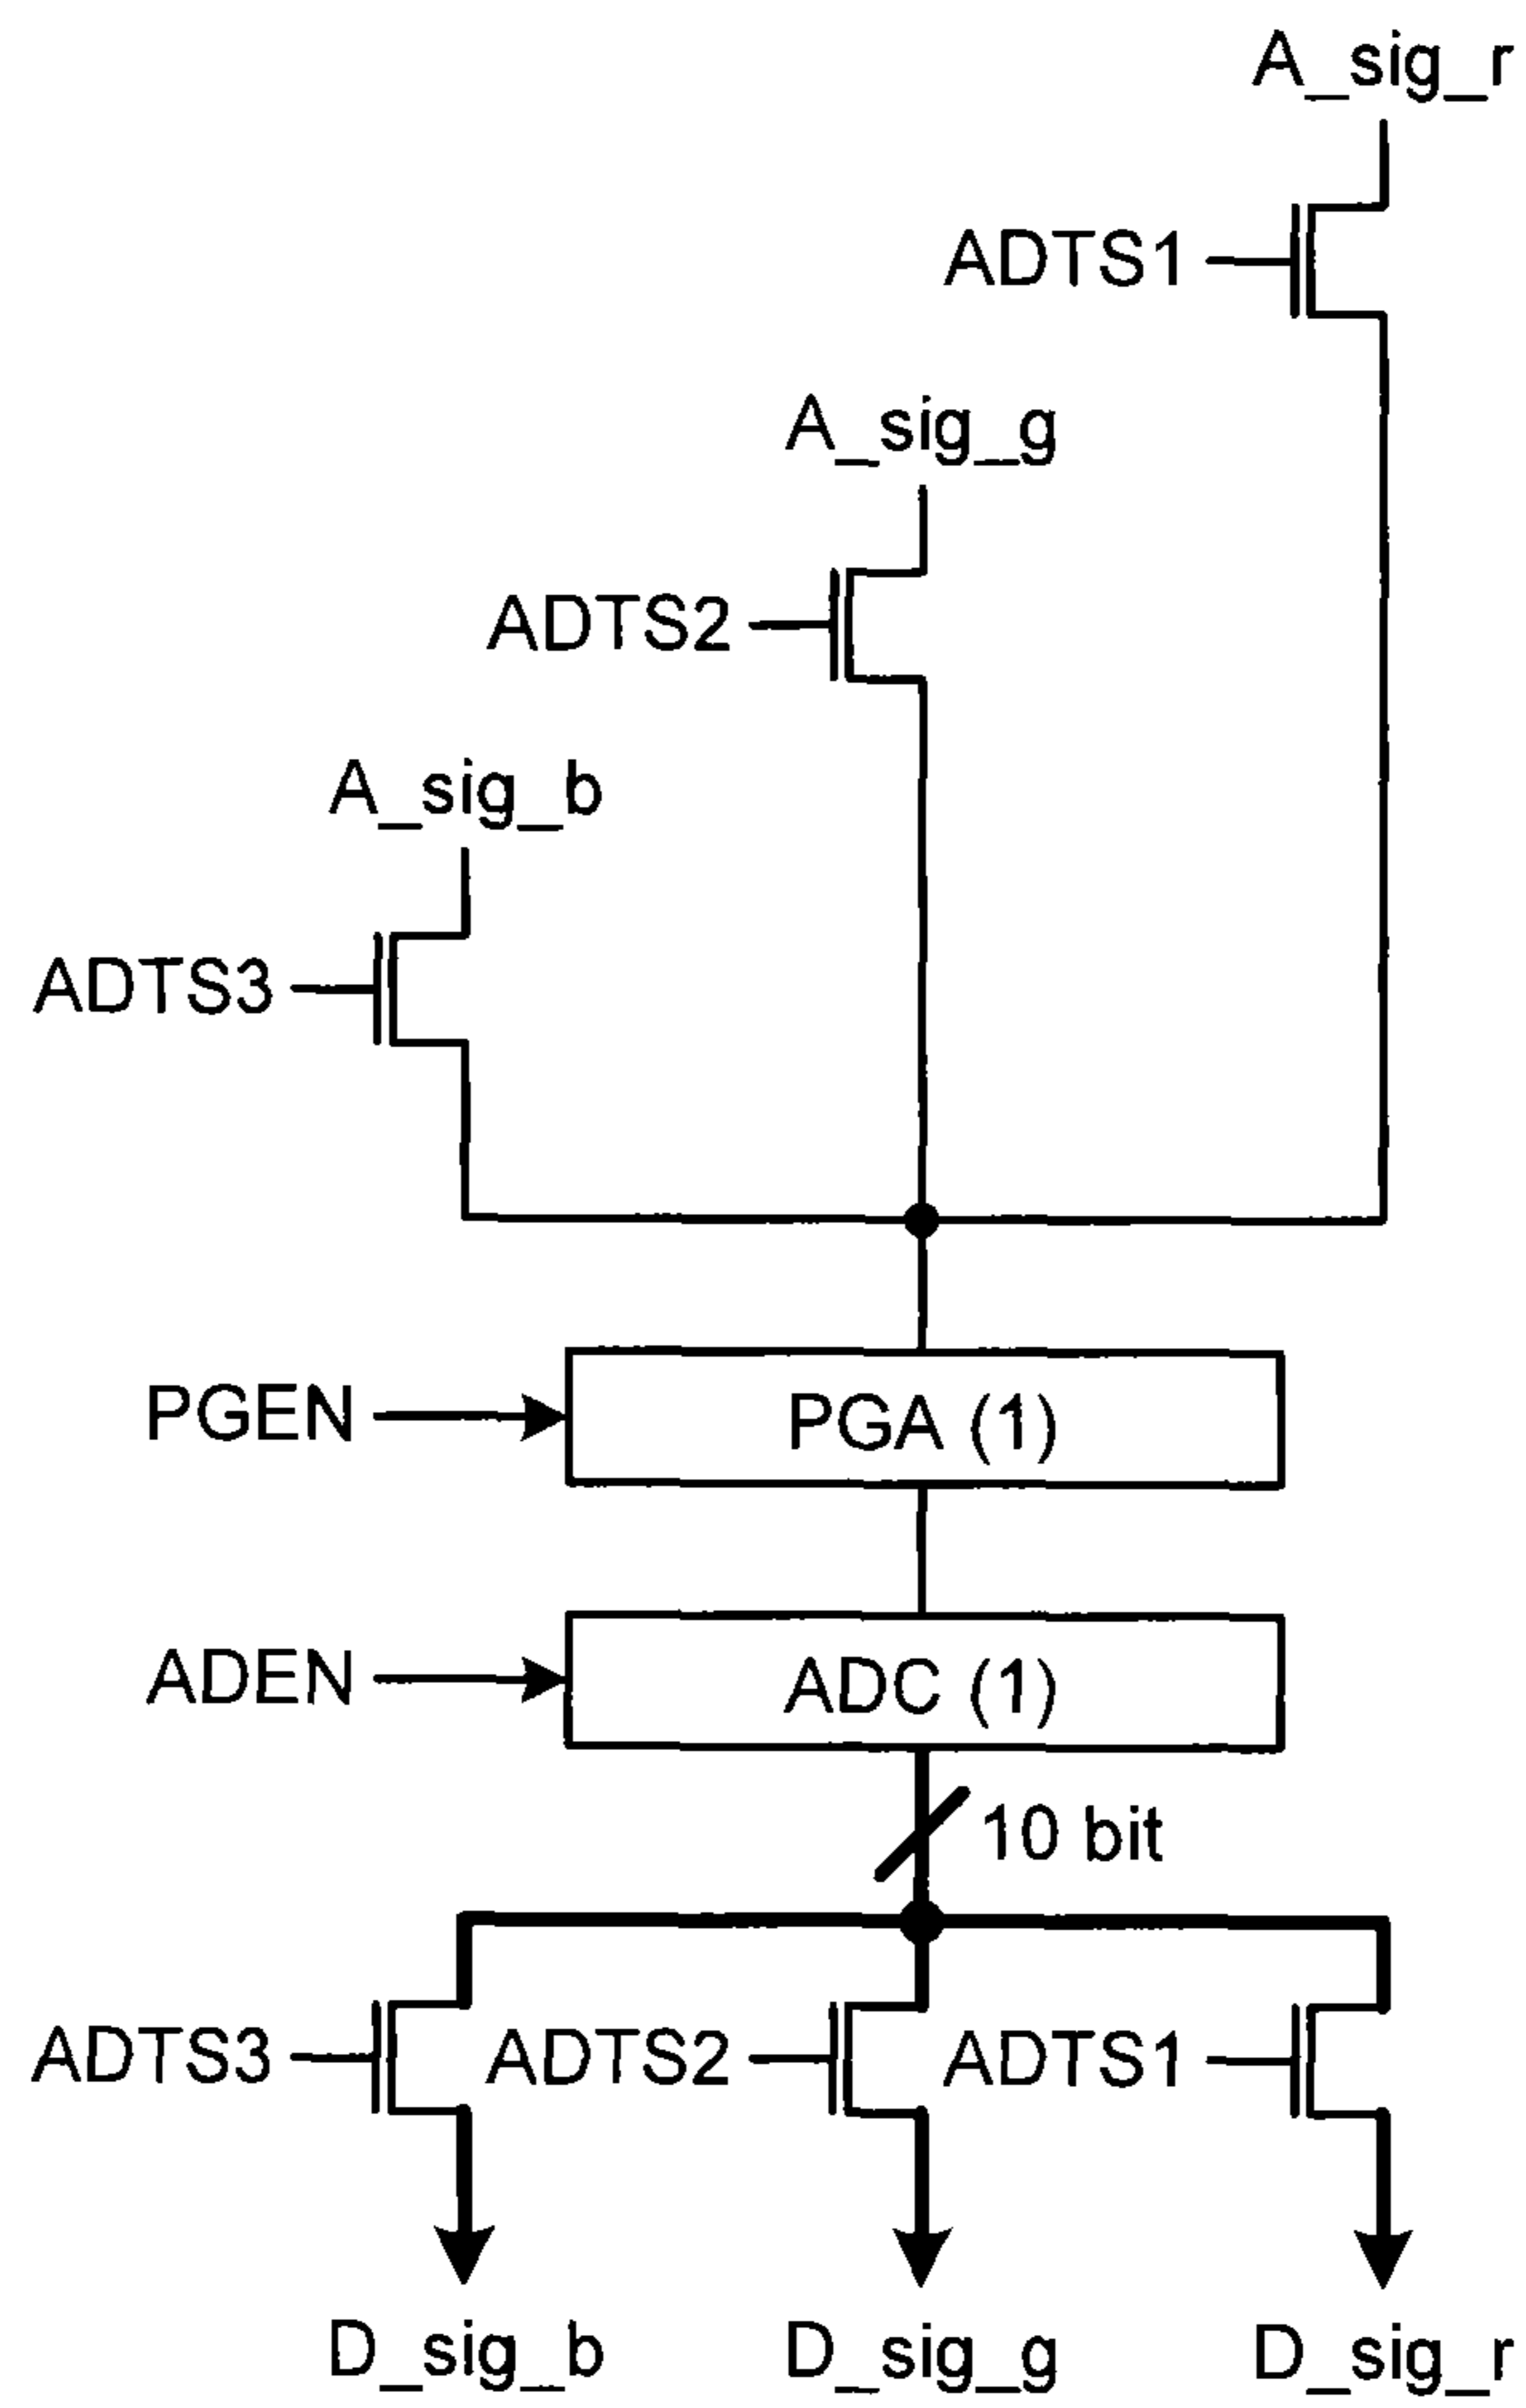 A_sig_r
ADTS1
A_sig_g
ADTS2
A_sig_b
ADTS3
PGEN
PGA (1)
ADEN
ADC (1)
10 bit
ADTS3
ADTS2
ADTS1
D_sig_b
D_sig_g
D_sig_r